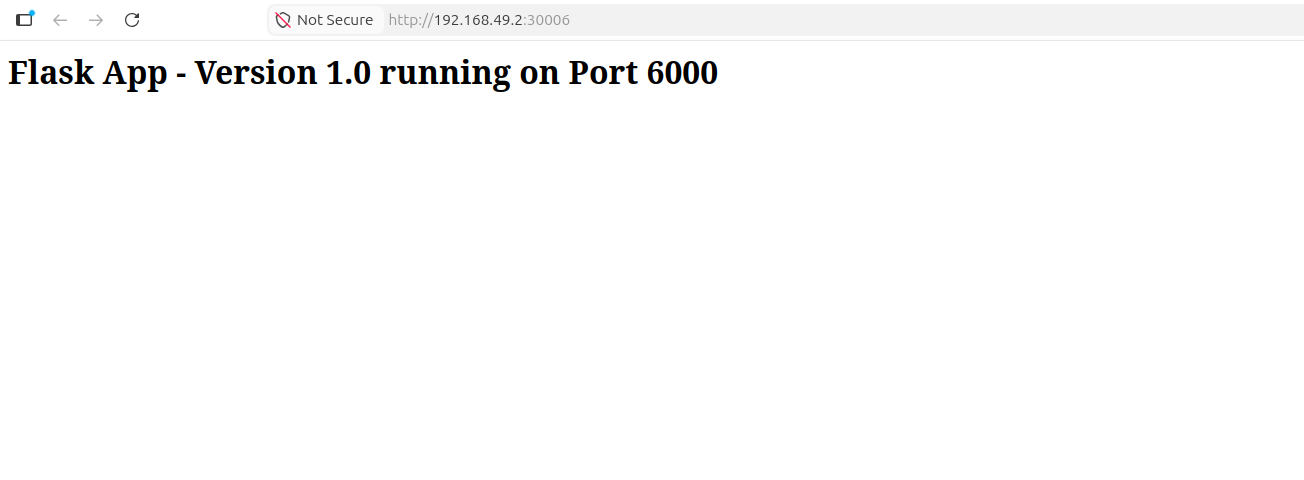 Not Secure http://192.168.49.2:30006
Flask App - Version 1.0 running on Port 6000